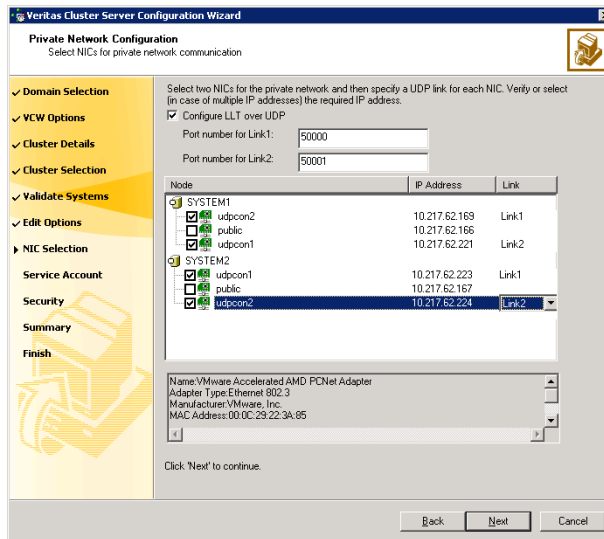 Veritas Cluster Server Configuration Wizard
Private Network Configuration
Select NICs for private network communication
Domain Selection
VCW Options
Cluster Details
Cluster Selection
Validate Systems
Edit Options
NIC Selection
Service Account
Security
Summary
Finish
Select two NICs for the private network and then specify a UDP link for each NIC. Verify or select
(in case of multiple IP addresses) the required IP address.
Configure LLT over UDP
Port number for Link1: 50000
Port number for Link2: 50001
Node IP Address Link
SYSTEM1
udpcon2 10.217.62.169 Link1
public 10.217.62.166
udpcon1 10.217.62.221 Link2
SYSTEM2
udpcon1 10.217.62.223 Link1
public 10.217.62.167
udpcon2 10.217.62.224 Link2
Name:VMware Accelerated AMD PCNet Adapter
Adapter Type:Ethernet 802.3
Manufacturer:VMware, Inc.
MAC Address:00:0C:29:22:3A:85
Click 'Next' to continue.
Back Next Cancel